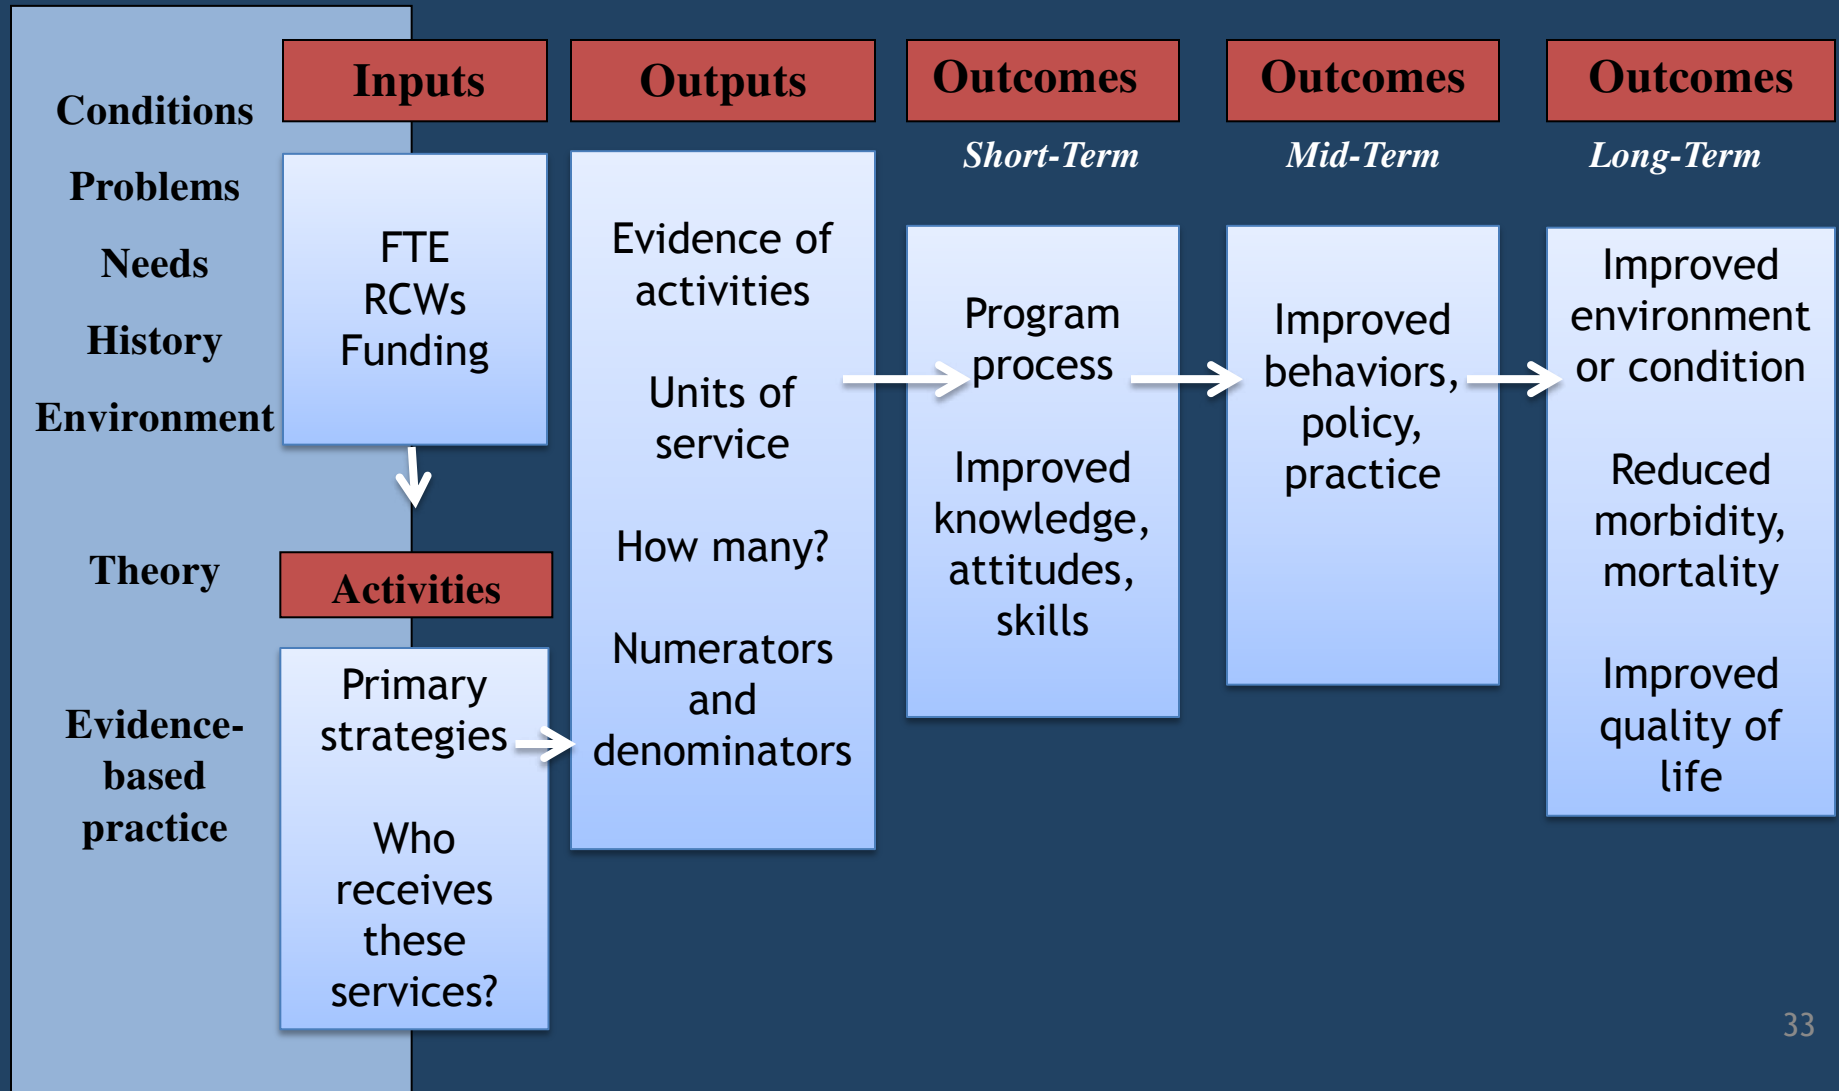 Conditions
Problems
Needs
History
Environment
Theory
Evidence-
based
practice
Inputs
FTE
RCWs
Funding
Activities
Primary
strategies
Who
receives
these
services?
Outputs
Evidence of
activities
Units of
service
How many?
Numerators
and
denominators
Outcomes
Short-Term
Program
process
Improved
knowledge,
attitudes,
skills
Outcomes
Mid-Term
Improved
behaviors,
policy,
practice
Outcomes
Long-Term
Improved
environment
or condition
Reduced
morbidity,
mortality
Improved
quality of
life
33